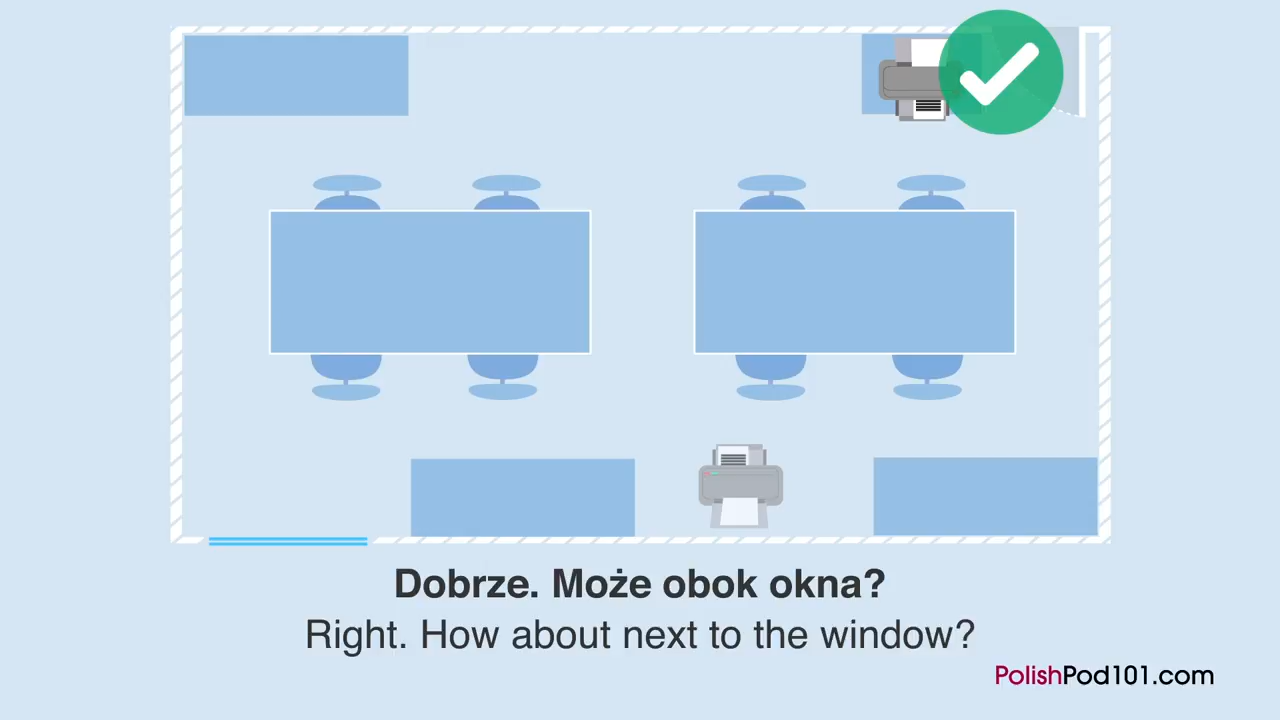 Dobrze. Może obok okna?
Right. How about next to the window?
PolishPod101.com